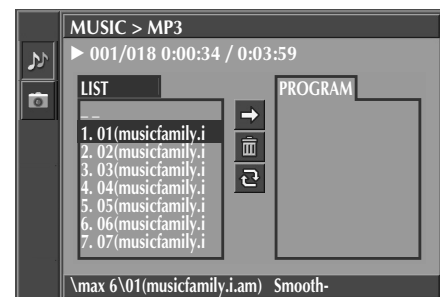 MUSIC > MP3
001/018 0:00:34 / 0:03:59
LIST
PROGRAM
_ _
1. 01(musicfamily.i
2. 02(musicfamily.i
3. 03(musicfamily.i
4. 04(musicfamily.i
5. 05(musicfamily.i
6. 06(musicfamily.i
7. 07(musicfamily.i
\max 6\01(musicfamily.i.am) Smooth-